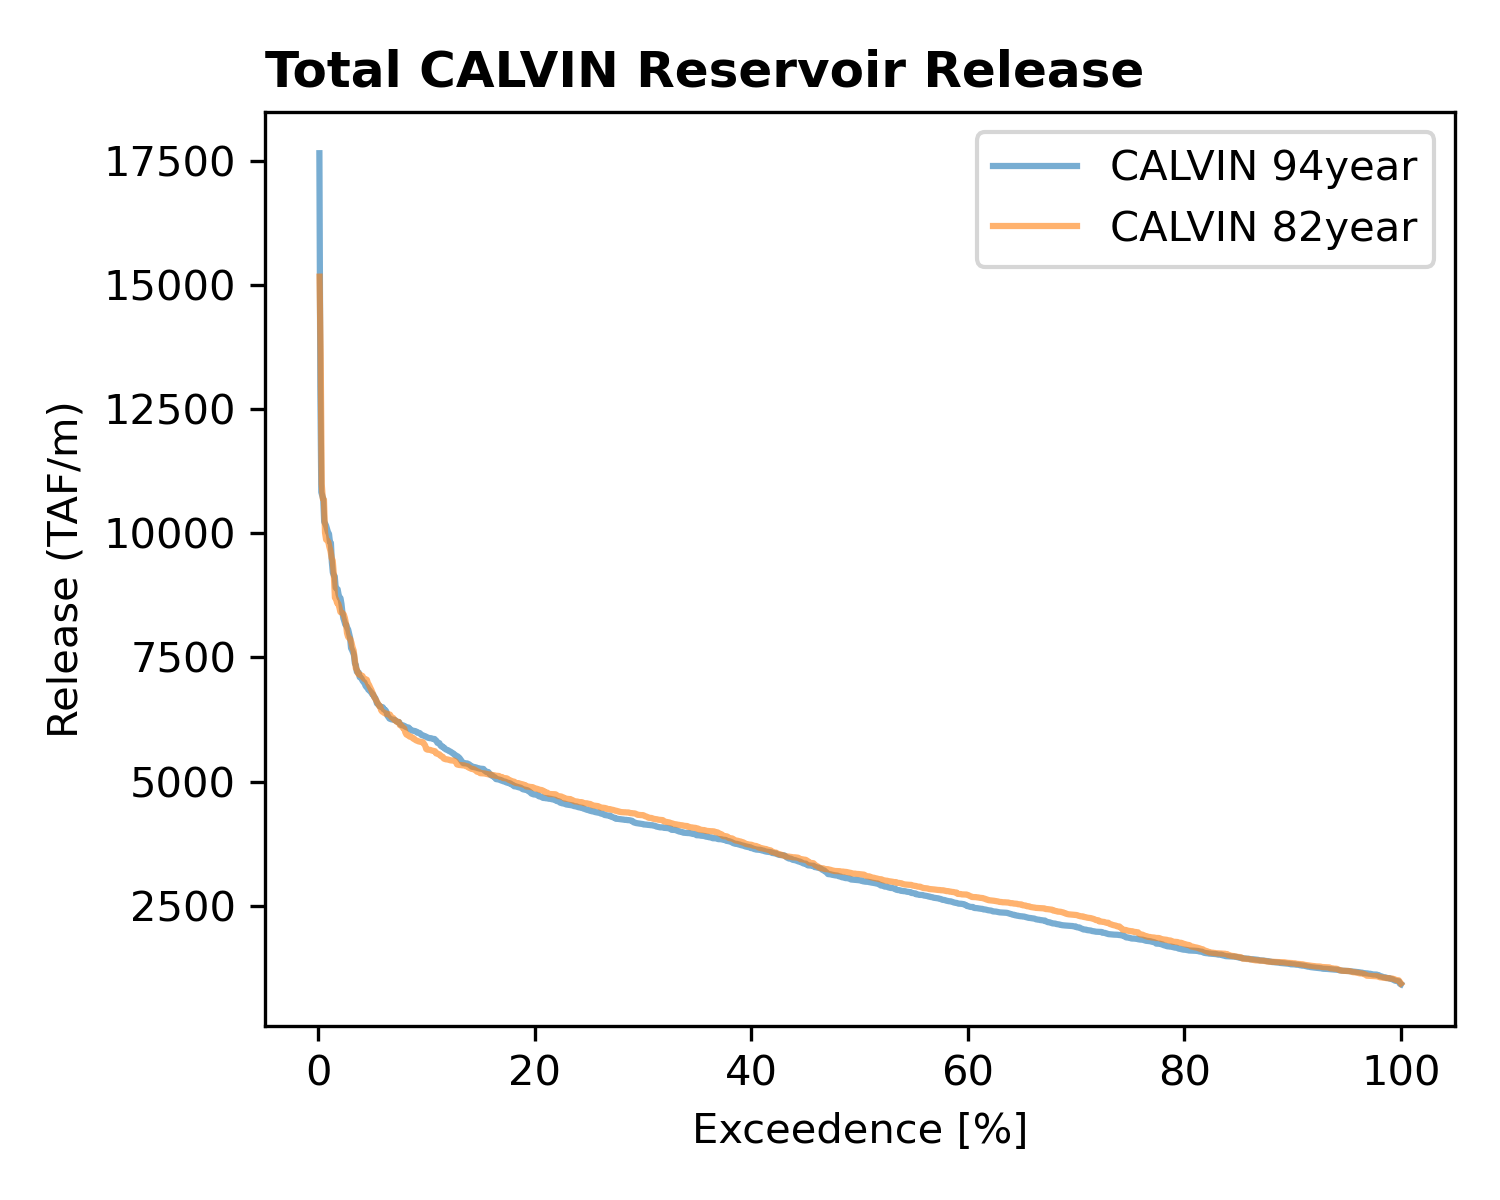 Total CALVIN Reservoir Release
CALVIN 94year
CALVIN 82year
17500
15000
12500
10000
7500
5000
2500
Release (TAF/m)
0 20 40 60 80 100
Exceedence [%]